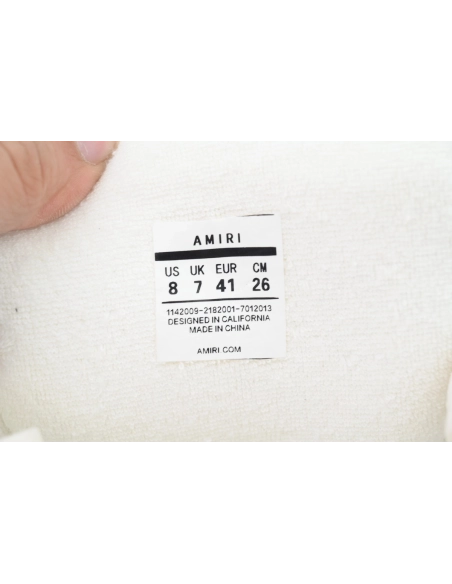 AMIRI
US UK EUR CM
8 7 41 26
1142009-2182001-7012013
DESIGNED IN CALIFORNIA
MADE IN CHINA
AMIRI.COM